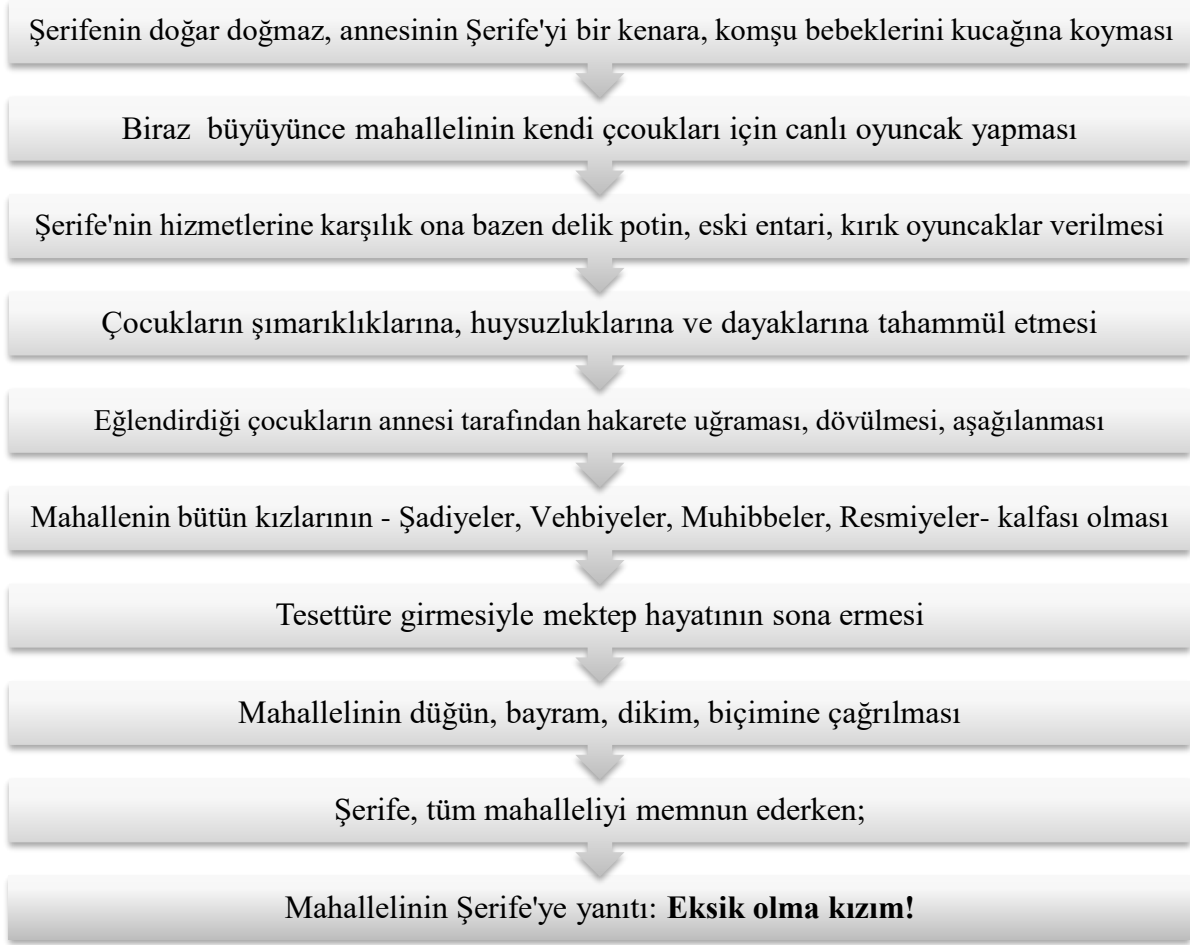 Şerifenin doğar doğmaz, annesinin Şerife'yi bir kenara, komşu bebeklerini kucağına koyması
Biraz büyüyünce mahallelinin kendi çcoukları için canlı oyuncak yapması
Şerife'nin hizmetlerine karşılık ona bazen delik potin, eski entari, kırık oyuncaklar verilmesi
Çocukların şımarıklıklarına, huysuzluklarına ve dayaklarına tahammül etmesi
Eğlendirdiği çocukların annesi tarafından hakarete uğraması, dövülmesi, aşağılanması
Mahallenin bütün kızlarının - Şadiyeler, Vehbiyeler, Muhibbeler, Resmiyeler- kalfası olması
Tesettüre girmesiyle mektep hayatının sona ermesi
Mahallelinin düğün, bayram, dikim, biçimine çağrılması
Şerife, tüm mahalleliyi memnun ederken;
Mahallelinin Şerife'ye yanıtı: Eksik olma kızım!